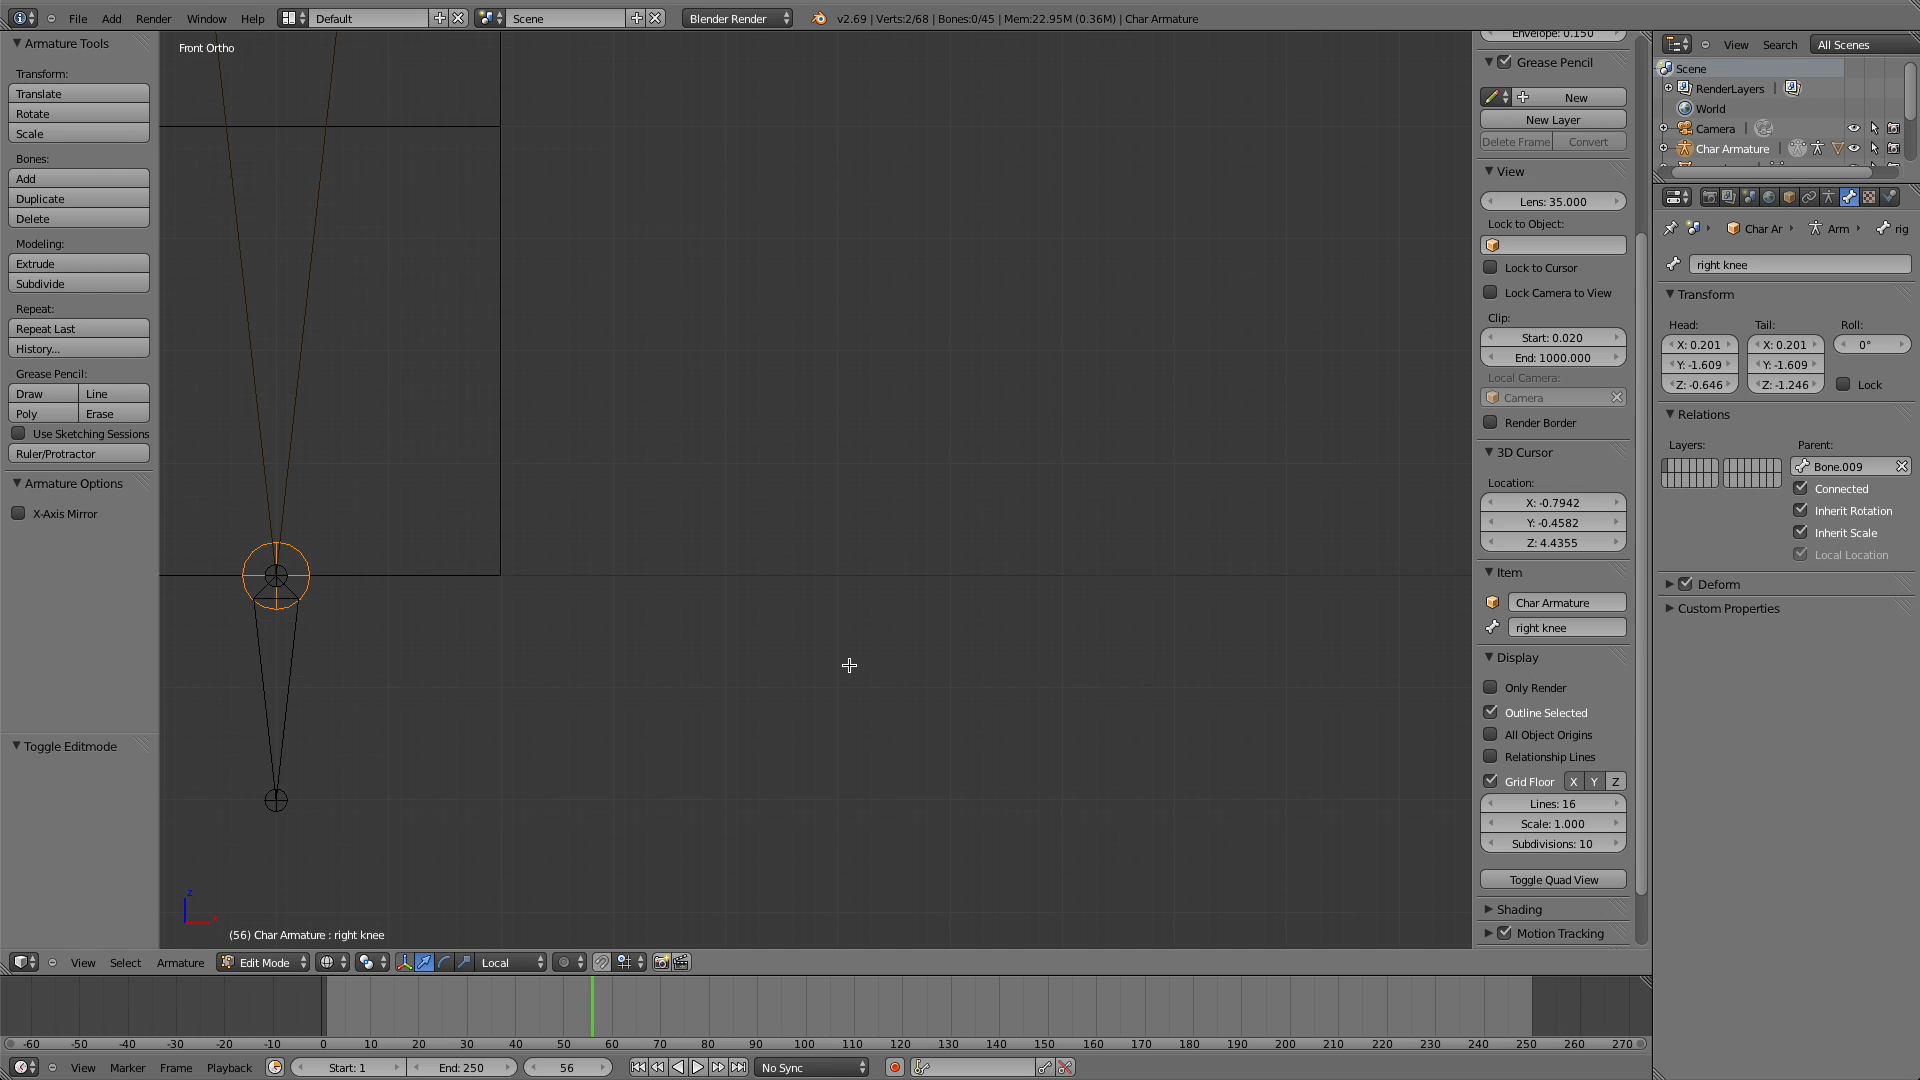 File Add Render Window Help Default Scene Blender Render v2.69 | Verts:2/68 | Bones:0/45 | Mem:22.95M (0.36M) | Char Armature
Armature Tools
Transform:
Translate
Rotate
Scale
Bones:
Add
Duplicate
Delete
Modeling:
Extrude
Subdivide
Repeat:
Repeat Last
History...
Grease Pencil:
Draw Line
Poly Erase
Use Sketching Sessions
Ruler/Protractor
Armature Options
X-Axis Mirror
Toggle Editmode
Front Ortho
z
x
(56) Char Armature : right knee
Envelope: 0.150
Grease Pencil
New
New Layer
Delete Frame Convert
View
Lens: 35.000
Lock to Object:
Lock to Cursor
Lock Camera to View
Clip:
Start: 0.020
End: 1000.000
Local Camera:
Camera
Render Border
3D Cursor
Location:
X: -0.7942
Y: -0.4582
Z: 4.4355
Item
Char Armature
right knee
Display
Only Render
Outline Selected
All Object Origins
Relationship Lines
Grid Floor X Y Z
Lines: 16
Scale: 1.000
Subdivisions: 10
Toggle Quad View
Shading
Motion Tracking
View Search All Scenes
Scene
RenderLayers
World
Camera
Char Armature
Char Ar Arm rig
right knee
Transform
Head: Tail: Roll:
X: 0.201 X: 0.201 0°
Y: -1.609 Y: -1.609
Z: -0.646 Z: -1.246 Lock
Relations
Layers: Parent:
Bone.009
Connected
Inherit Rotation
Inherit Scale
Local Location
Deform
Custom Properties
View Select Armature Edit Mode Local
-60 -50 -40 -30 -20 -10 0 10 20 30 40 50 60 70 80 90 100 110 120 130 140 150 160 170 180 190 200 210 220 230 240 250 260 270
View Marker Frame Playback Start: 1 End: 250 56 No Sync